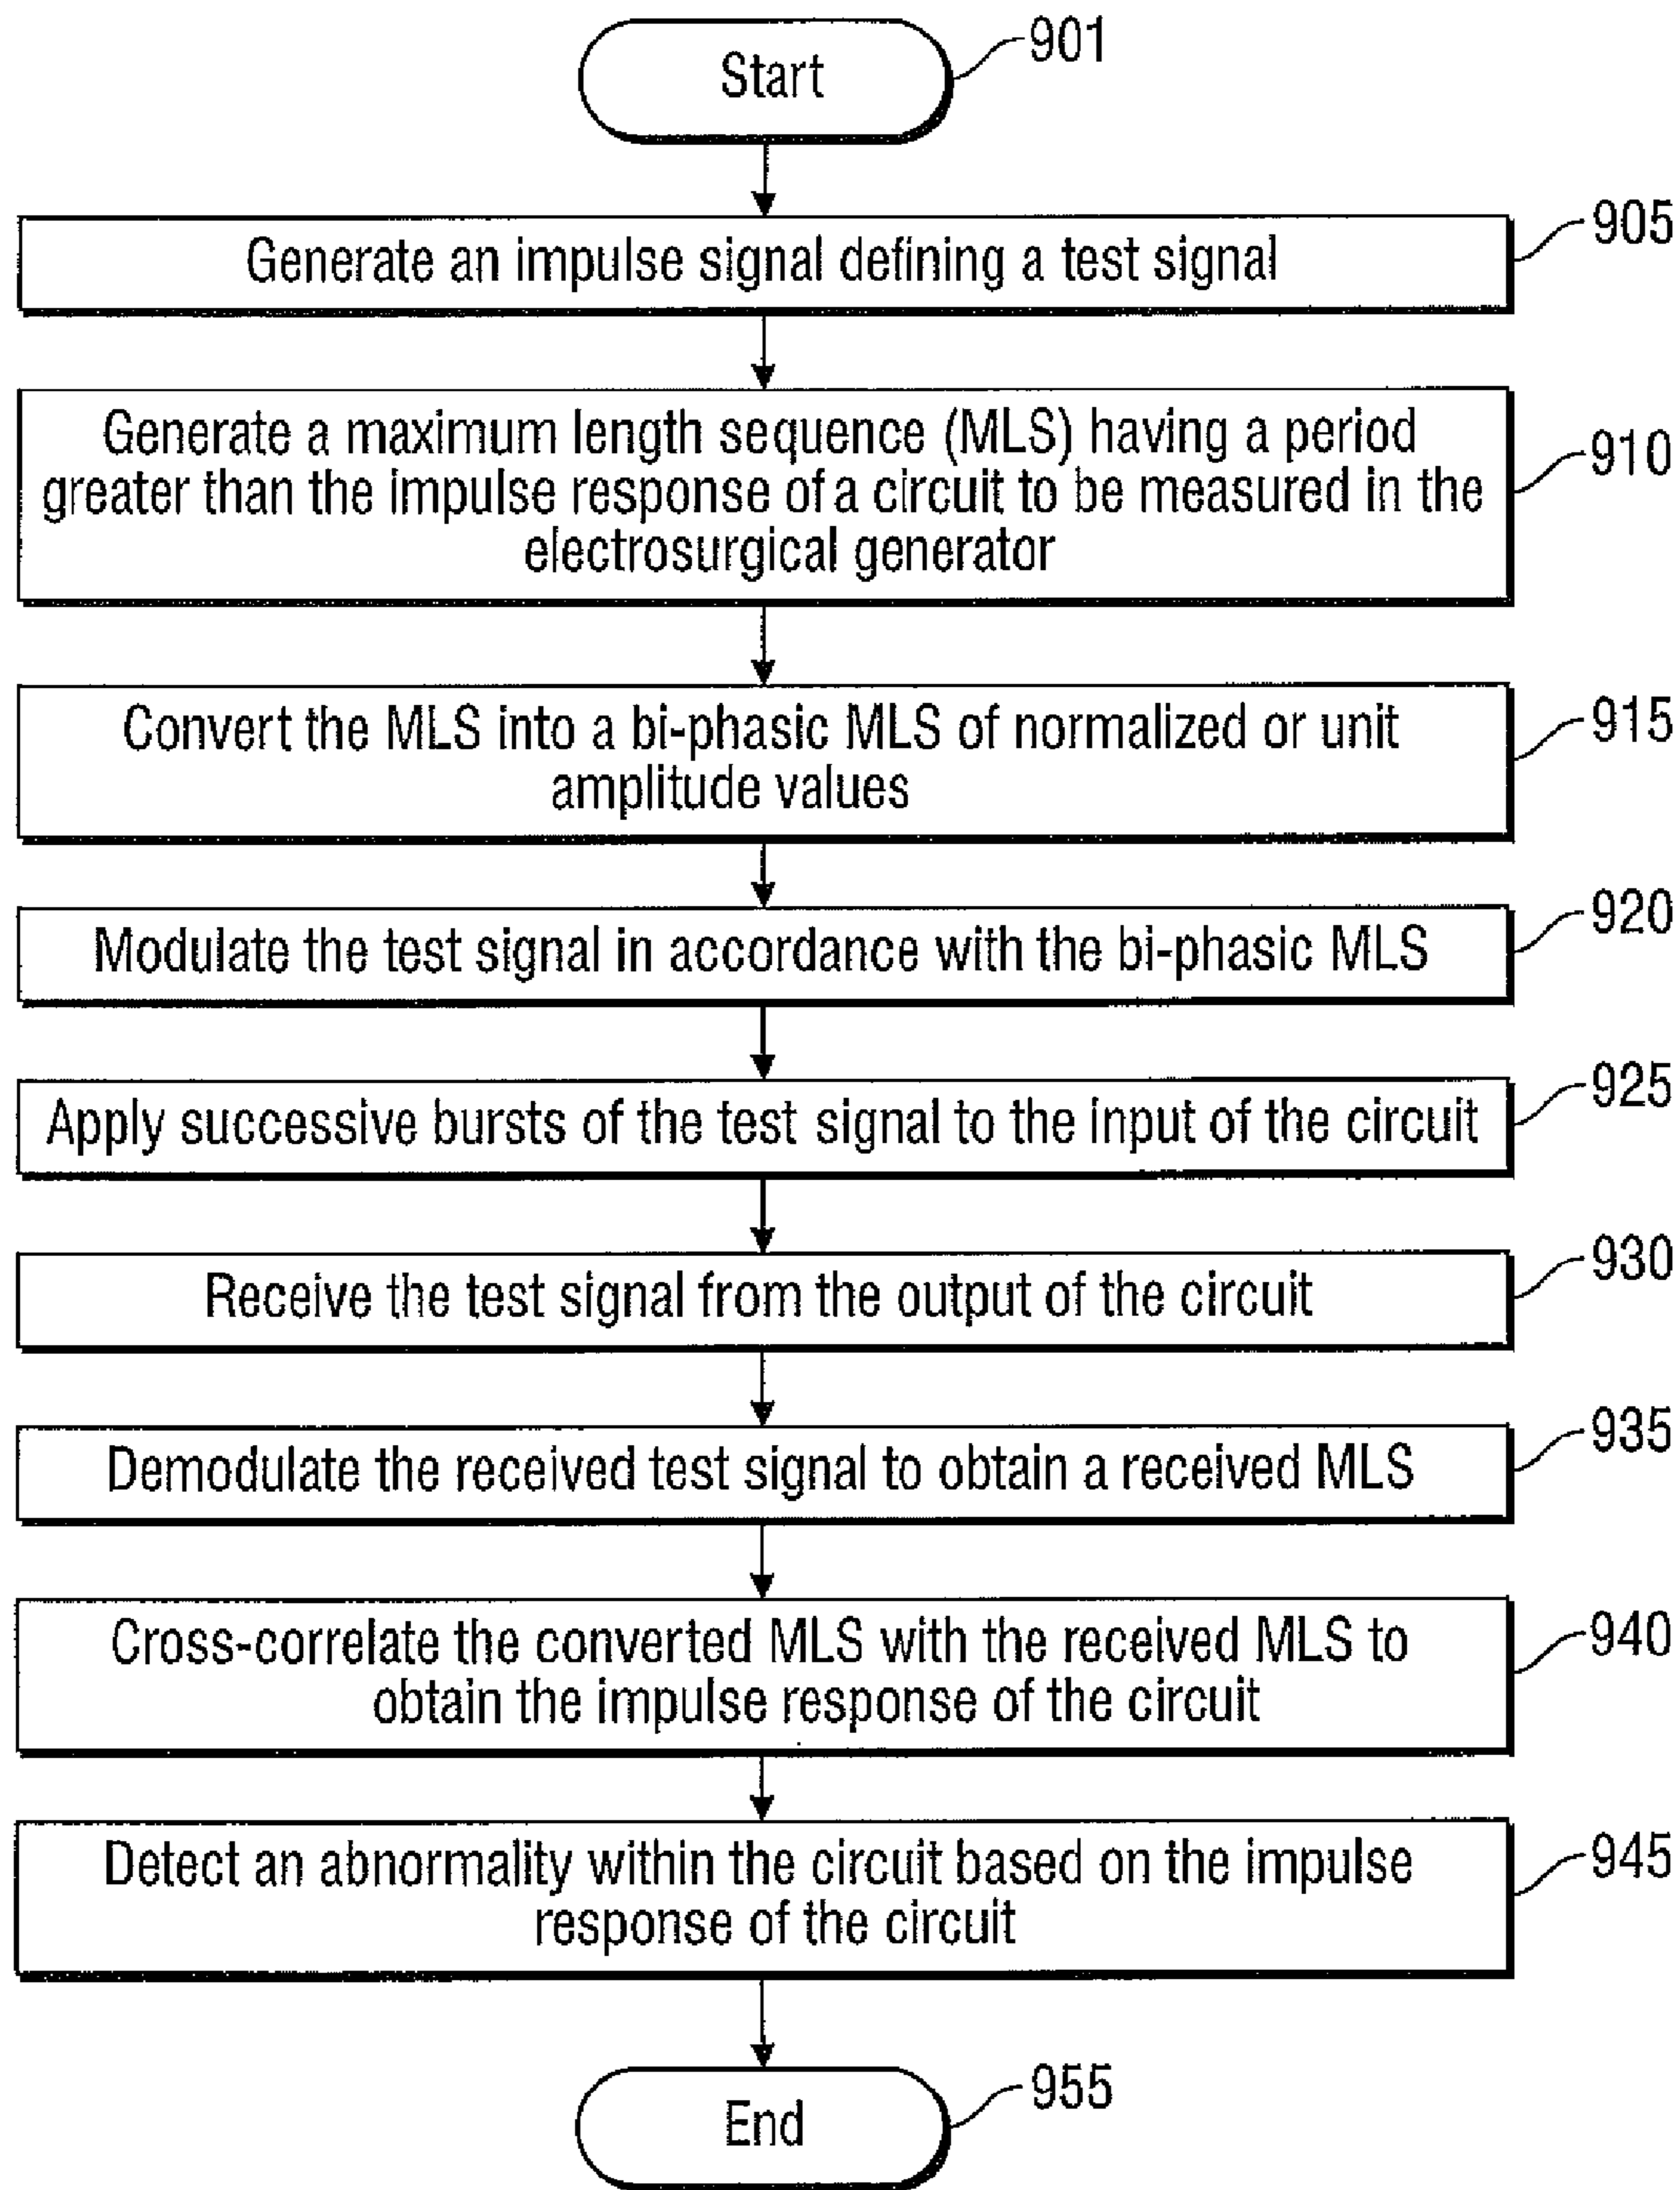 Start
901
Generate an impulse signal defining a test signal
905
Generate a maximum length sequence (MLS) having a period
greater than the impulse response of a circuit to be measured in the
electrosurgical generator
910
Convert the MLS into a bi-phasic MLS of normalized or unit
amplitude values
915
Modulate the test signal in accordance with the bi-phasic MLS
920
Apply successive bursts of the test signal to the input of the circuit
925
Receive the test signal from the output of the circuit
930
Demodulate the received test signal to obtain a received MLS
935
Cross-correlate the converted MLS with the received MLS to
obtain the impulse response of the circuit
940
Detect an abnormality within the circuit based on the impulse
response of the circuit
945
End
955